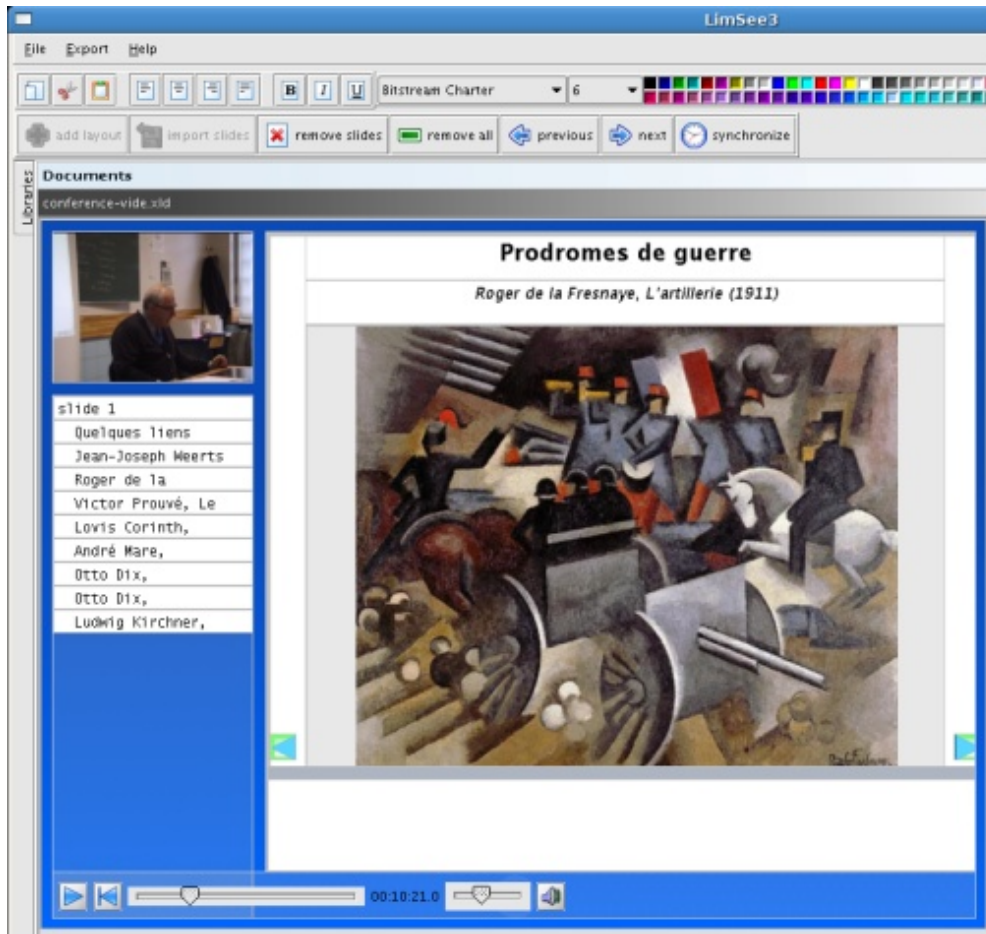 LimSee3
File Export Help
B I U Bitstream Charter 6
add layout import slides remove slides remove all previous next synchronize
Libraries
Documents
conference-vide.xld
Prodromes de guerre
Roger de la Fresnaye, L'artillerie (1911)
slide 1
Quelques liens
Jean-Joseph Weerts
Roger de la
Victor Prouvé, Le
Lovis Corinth,
André Mare,
Otto Dix,
Otto Dix,
Ludwig Kirchner,
00:10:21.0